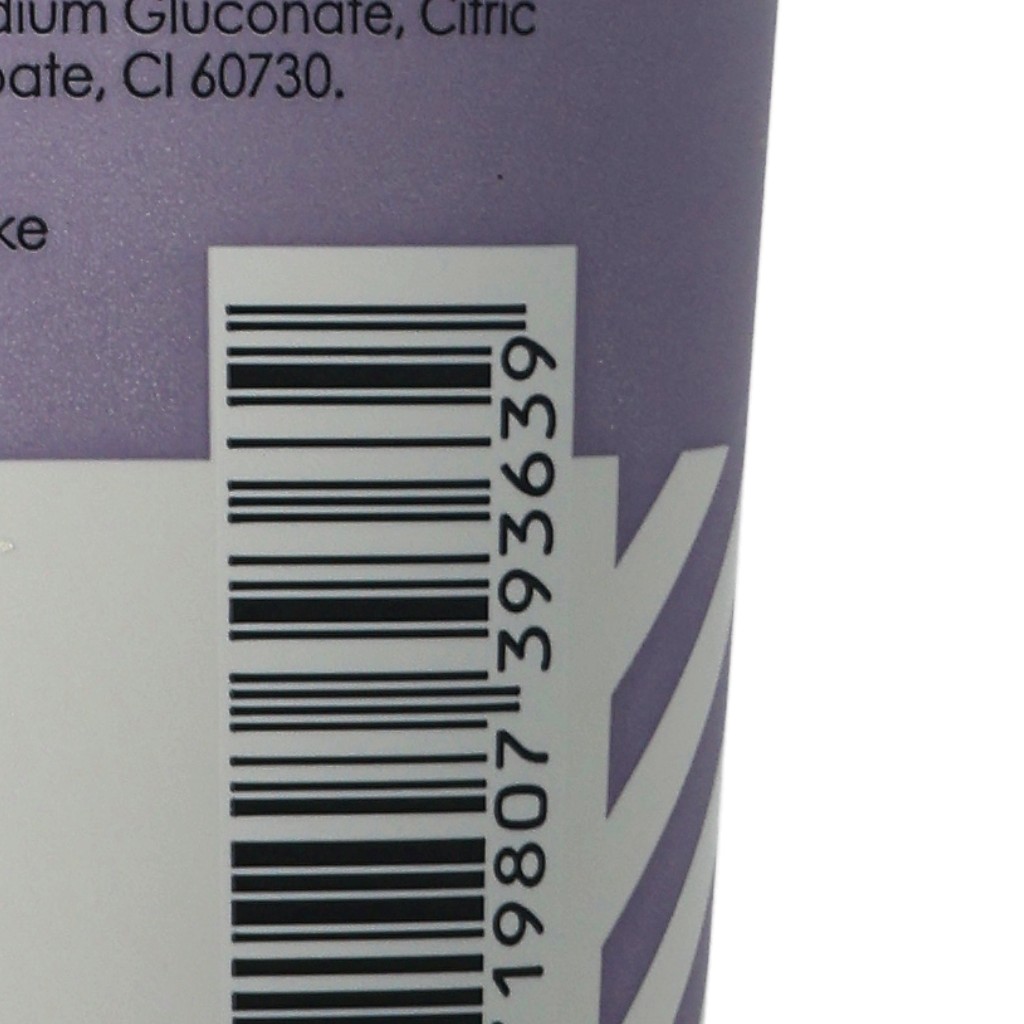 dium Gluconate, Citric
oate, CI 60730.
ke
19807 393639